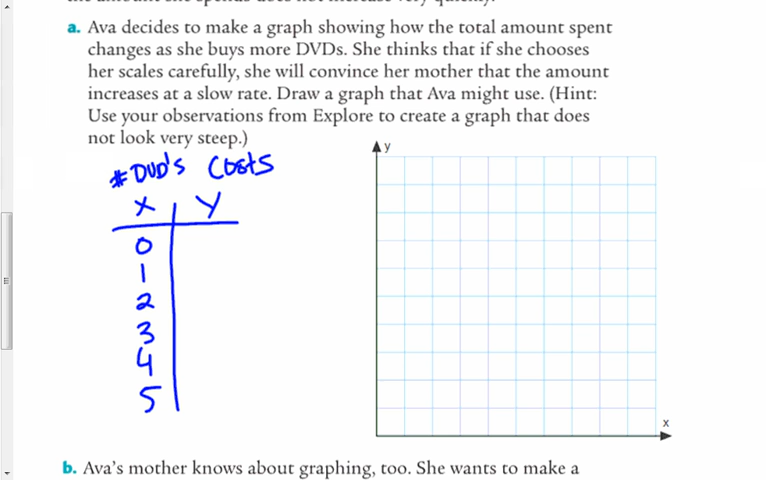 a. Ava decides to make a graph showing how the total amount spent
changes as she buys more DVDs. She thinks that if she chooses
her scales carefully, she will convince her mother that the amount
increases at a slow rate. Draw a graph that Ava might use. (Hint:
Use your observations from Explore to create a graph that does
not look very steep.)
# DVD's Costs
X Y
0
1
2
3
4
5
y
x
b. Ava's mother knows about graphing, too. She wants to make a